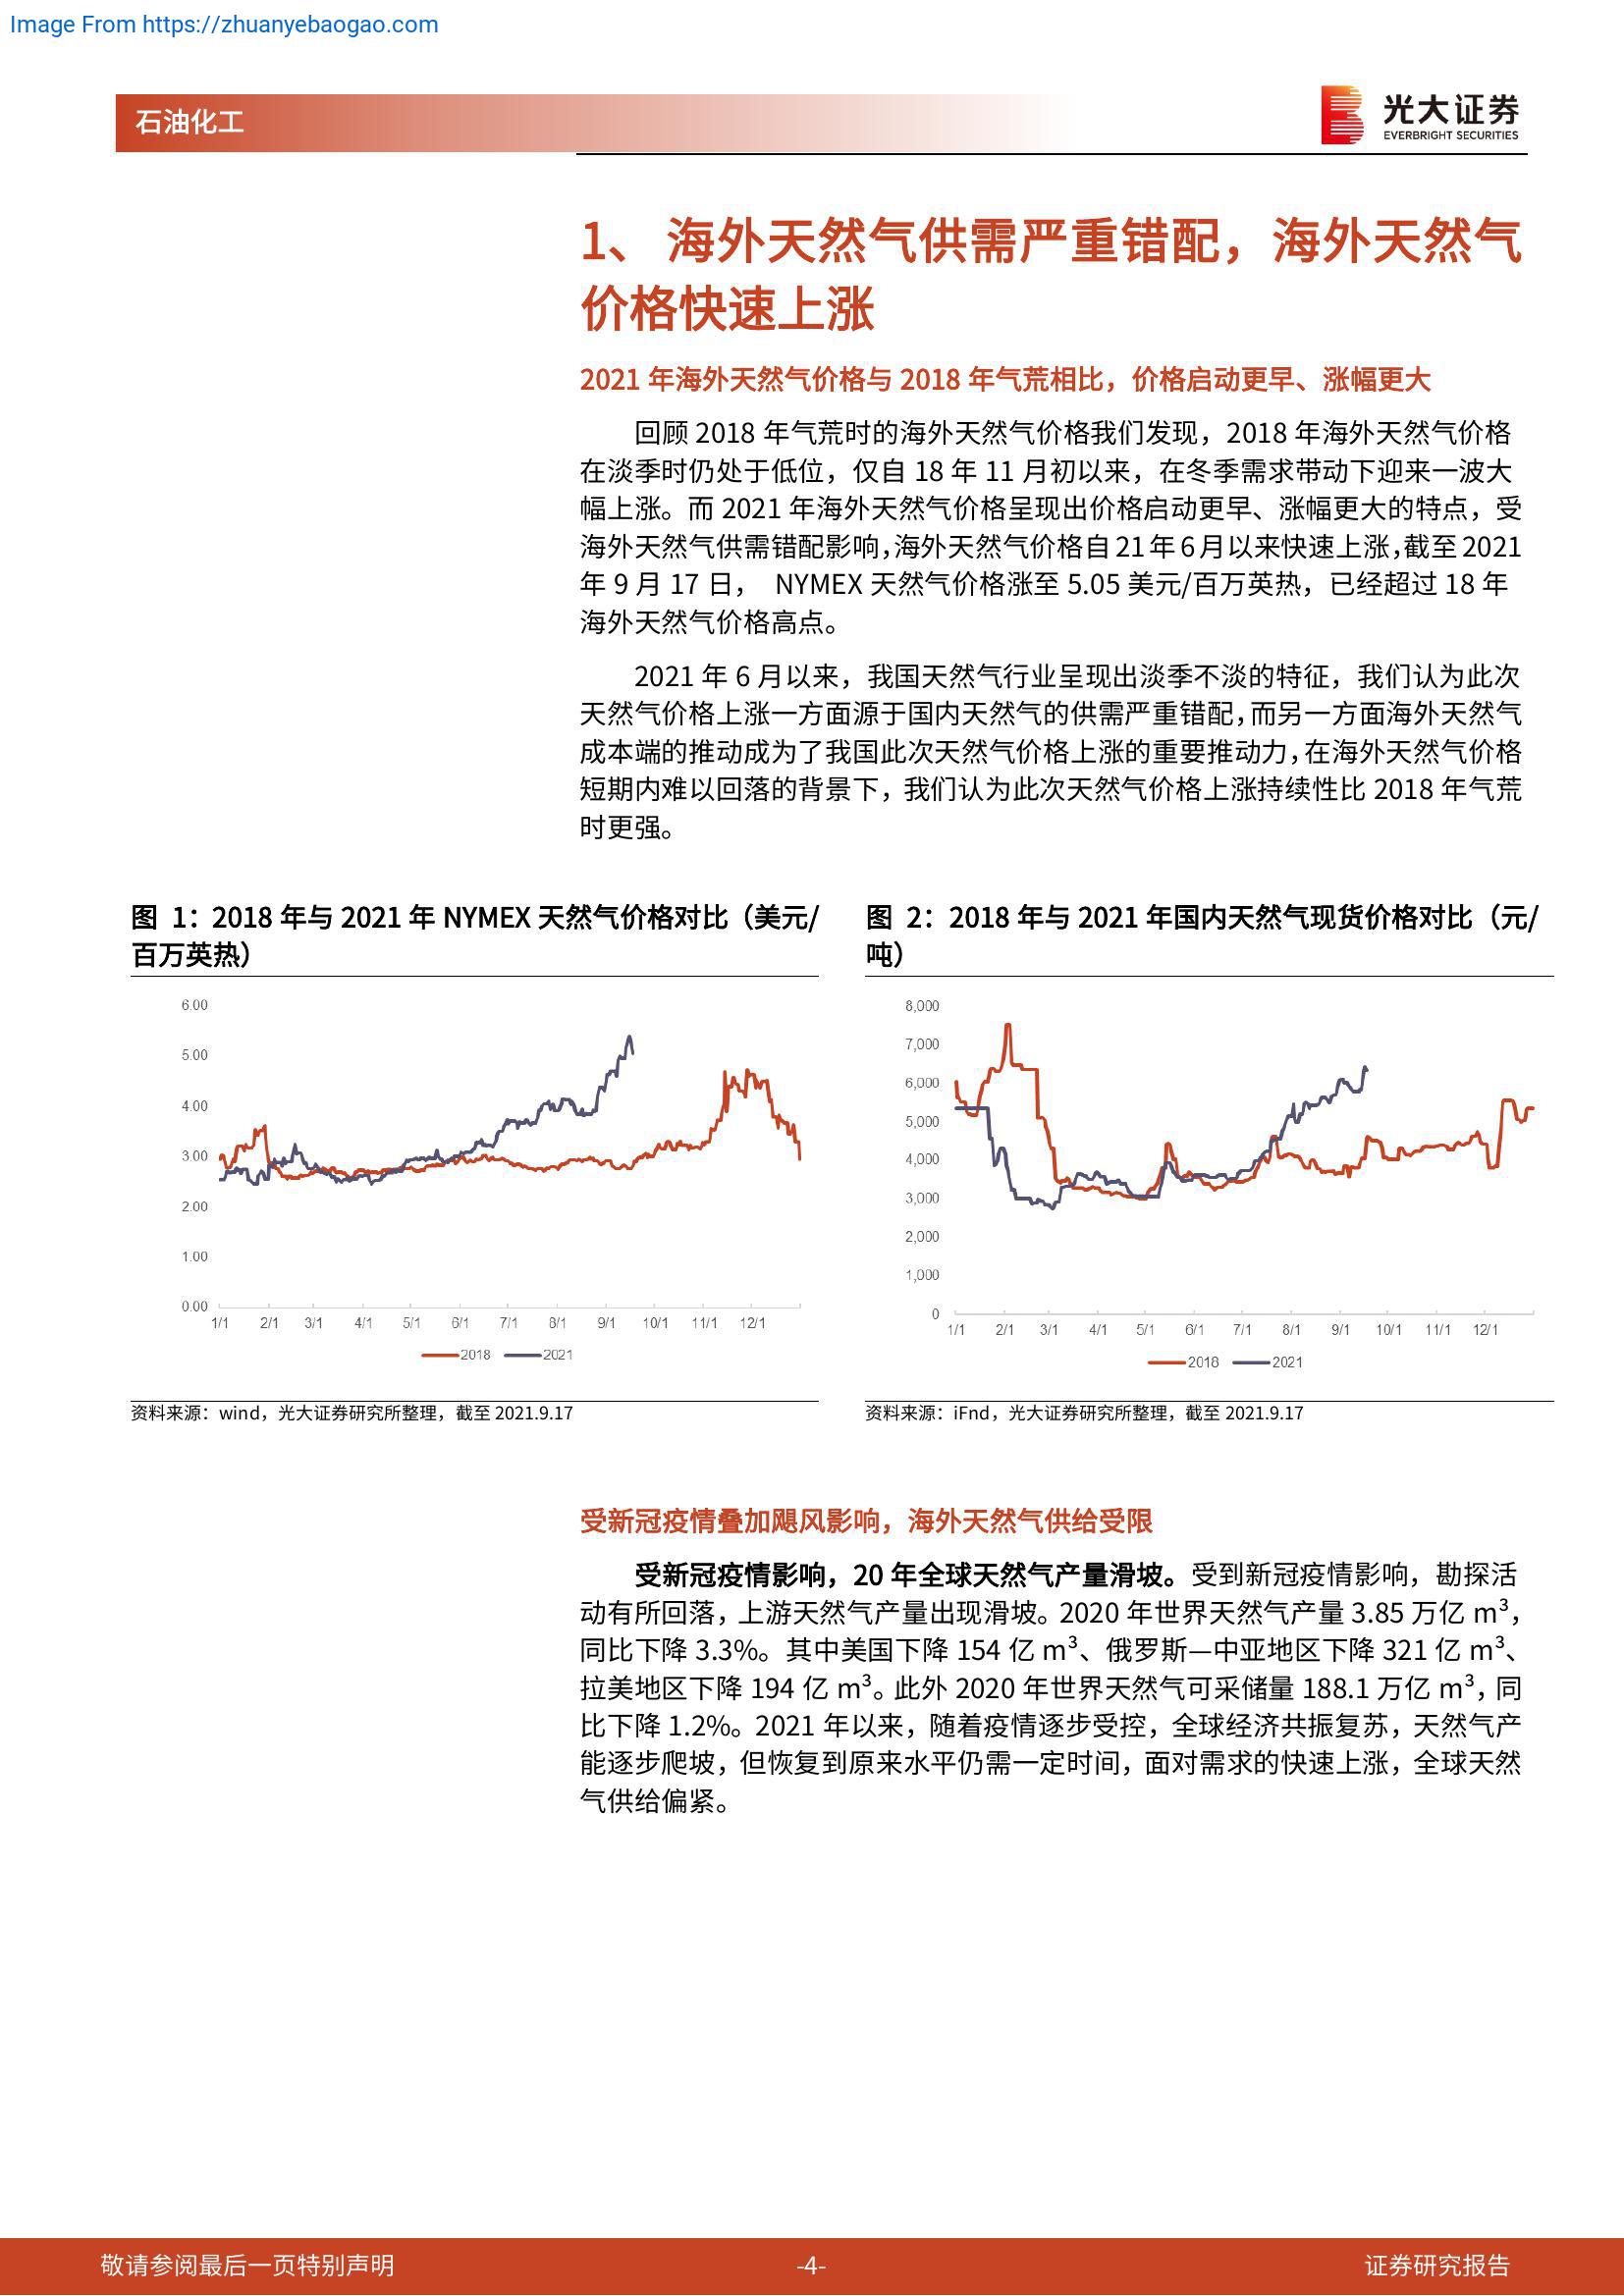 Image From https://zhuanyebaogao.com
石油化工
光大证券
EVERBRIGHT SECURITIES
1、 海外天然气供需严重错配，海外天然气
价格快速上涨
2021 年海外天然气价格与 2018 年气荒相比，价格启动更早、涨幅更大
回顾 2018 年气荒时的海外天然气价格我们发现，2018 年海外天然气价格
在淡季时仍处于低位，仅自 18 年 11 月初以来，在冬季需求带动下迎来一波大
幅上涨。而 2021 年海外天然气价格呈现出价格启动更早、涨幅更大的特点，受
海外天然气供需错配影响，海外天然气价格自 21 年 6 月以来快速上涨，截至 2021
年 9 月 17 日， NYMEX 天然气价格涨至 5.05 美元/百万英热，已经超过 18 年
海外天然气价格高点。
2021 年 6 月以来，我国天然气行业呈现出淡季不淡的特征，我们认为此次
天然气价格上涨一方面源于国内天然气的供需严重错配，而另一方面海外天然气
成本端的推动成为了我国此次天然气价格上涨的重要推动力，在海外天然气价格
短期内难以回落的背景下，我们认为此次天然气价格上涨持续性比 2018 年气荒
时更强。
图 1：2018 年与 2021 年 NYMEX 天然气价格对比（美元/
百万英热）
6.00
5.00
4.00
3.00
2.00
1.00
0.00
1/1 2/1 3/1 4/1 5/1 6/1 7/1 8/1 9/1 10/1 11/1 12/1
2018 2021
资料来源：wind，光大证券研究所整理，截至 2021.9.17
图 2：2018 年与 2021 年国内天然气现货价格对比（元/
吨）
8,000
7,000
6,000
5,000
4,000
3,000
2,000
1,000
0
1/1 2/1 3/1 4/1 5/1 6/1 7/1 8/1 9/1 10/1 11/1 12/1
2018 2021
资料来源：iFnd，光大证券研究所整理，截至 2021.9.17
受新冠疫情叠加飓风影响，海外天然气供给受限
受新冠疫情影响，20 年全球天然气产量滑坡。受到新冠疫情影响，勘探活
动有所回落，上游天然气产量出现滑坡。2020 年世界天然气产量 3.85 万亿 m³，
同比下降 3.3%。其中美国下降 154 亿 m³、俄罗斯—中亚地区下降 321 亿 m³、
拉美地区下降 194 亿 m³。此外 2020 年世界天然气可采储量 188.1 万亿 m³，同
比下降 1.2%。2021 年以来，随着疫情逐步受控，全球经济共振复苏，天然气产
能逐步爬坡，但恢复到原来水平仍需一定时间，面对需求的快速上涨，全球天然
气供给偏紧。
敬请参阅最后一页特别声明
-4-
证券研究报告